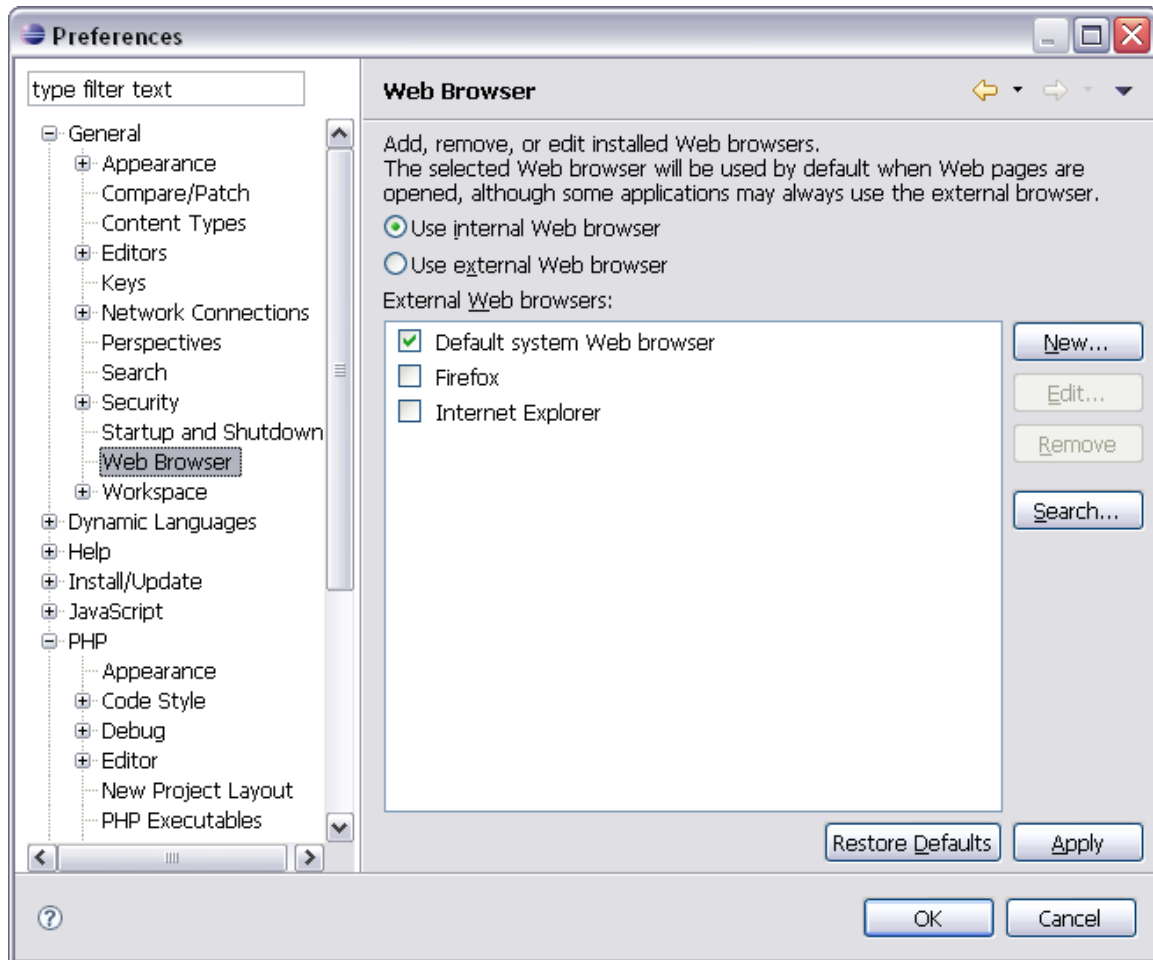 Preferences
type filter text
General
Appearance
Compare/Patch
Content Types
Editors
Keys
Network Connections
Perspectives
Search
Security
Startup and Shutdown
Web Browser
Workspace
Dynamic Languages
Help
Install/Update
JavaScript
PHP
Appearance
Code Style
Debug
Editor
New Project Layout
PHP Executables
Web Browser
Add, remove, or edit installed Web browsers.
The selected Web browser will be used by default when Web pages are
opened, although some applications may always use the external browser.
Use internal Web browser
Use external Web browser
External Web browsers:
Default system Web browser
Firefox
Internet Explorer
New...
Edit...
Remove
Search...
Restore Defaults
Apply
?
OK
Cancel